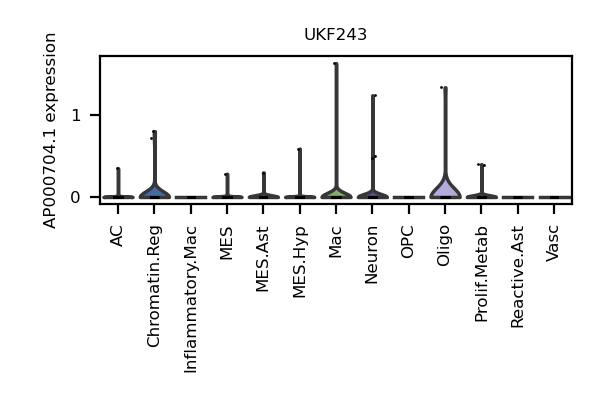 UKF243
AP000704.1 expression
1
0
AC
Chromatin.Reg
Inflammatory.Mac
MES
MES.Ast
MES.Hyp
Mac
Neuron
OPC
Oligo
Prolif.Metab
Reactive.Ast
Vasc